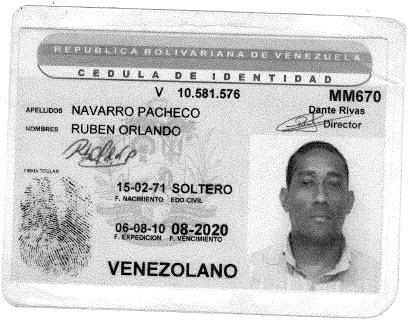 REPUBLICA BOLIVARIANA DE VENEZUELA
CEDULA DE IDENTIDAD
V 10.581.576 MM670
APELLIDOS NAVARRO PACHECO
Dante Rivas
Director
NOMBRES RUBEN ORLANDO
FIRMA TITULAR
15-02-71 SOLTERO
F. NACIMIENTO EDO CIVIL
06-08-10 08-2020
F. EXPEDICION F. VENCIMIENTO
VENEZOLANO